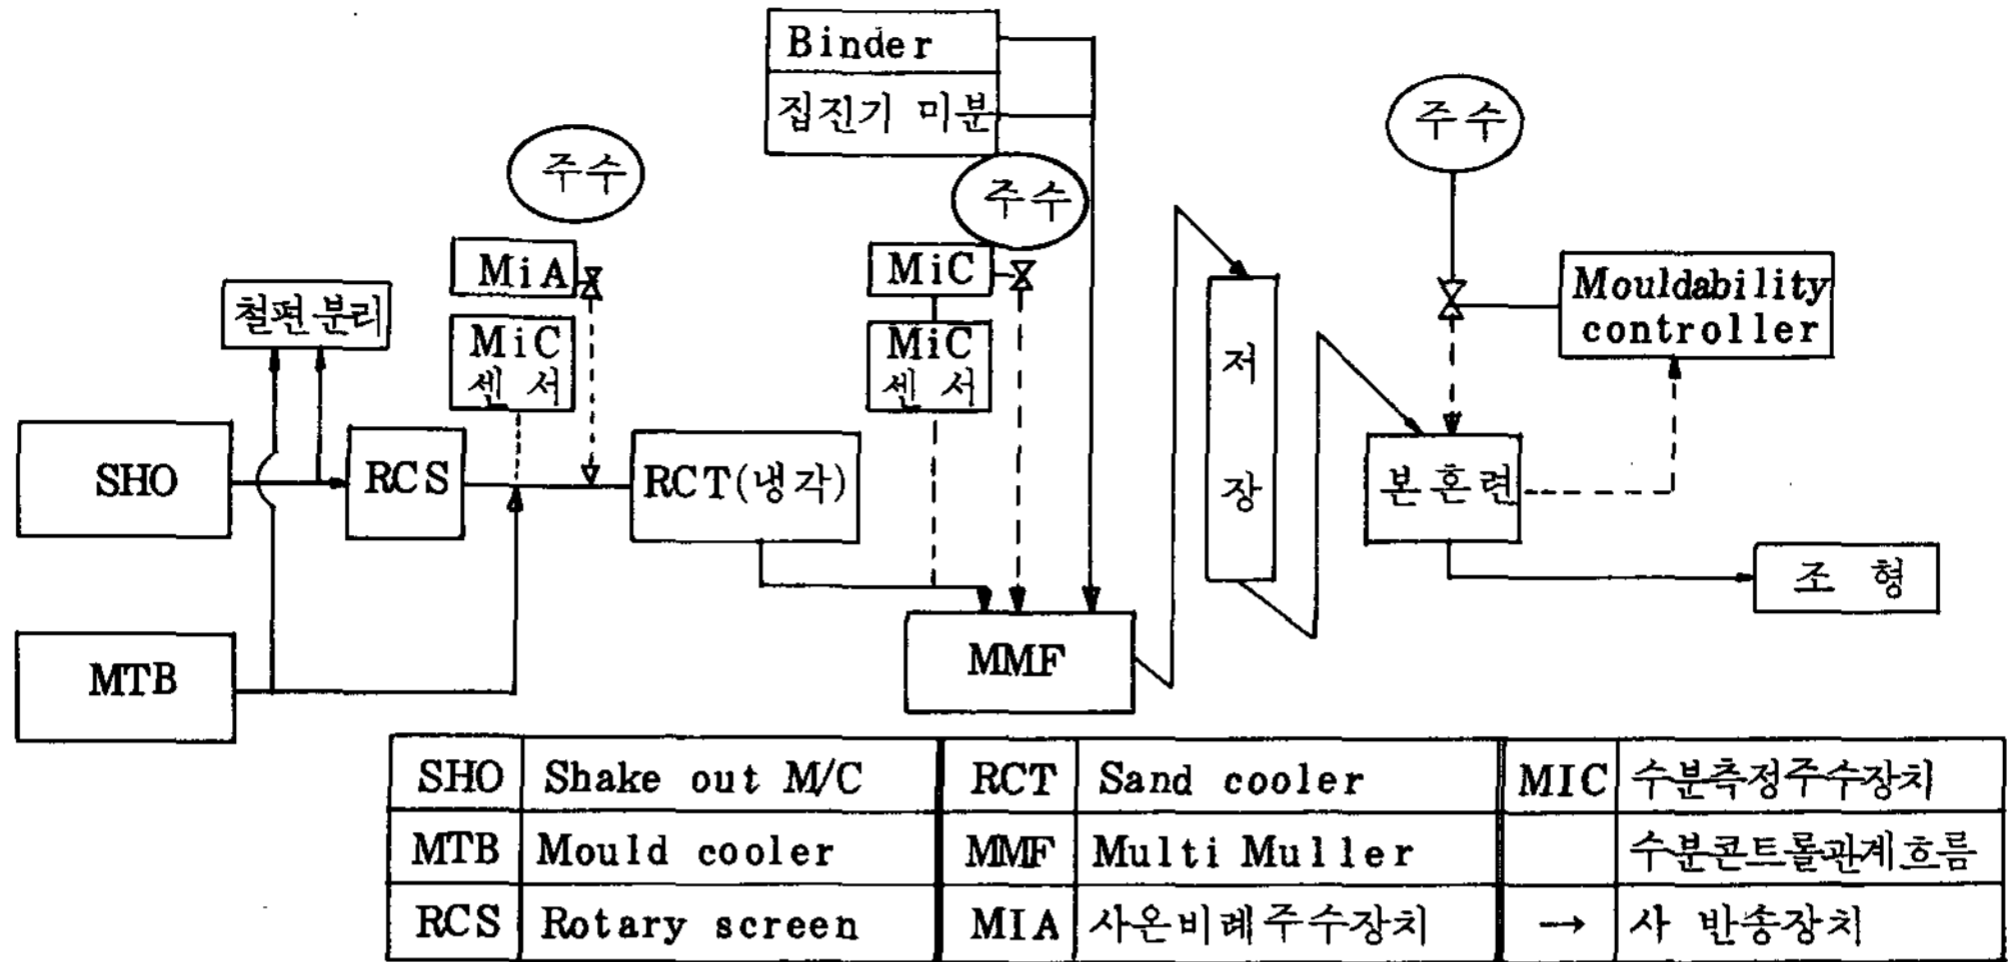 Binder
집진기 미분
주수
주수
주수
MiA
MiC
센서
MiC
MiC
센서
철편분리
Mouldability
controller
SHO
RCS
RCT(냉각)
저
장
본혼련
조 형
MTB
MMF
SHO Shake out M/C RCT Sand cooler MIC 수분측정주수장치
MTB Mould cooler MMF Multi Muller 수분콘트롤관계흐름
RCS Rotary screen MIA 사온비례주수장치 → 사 반송장치